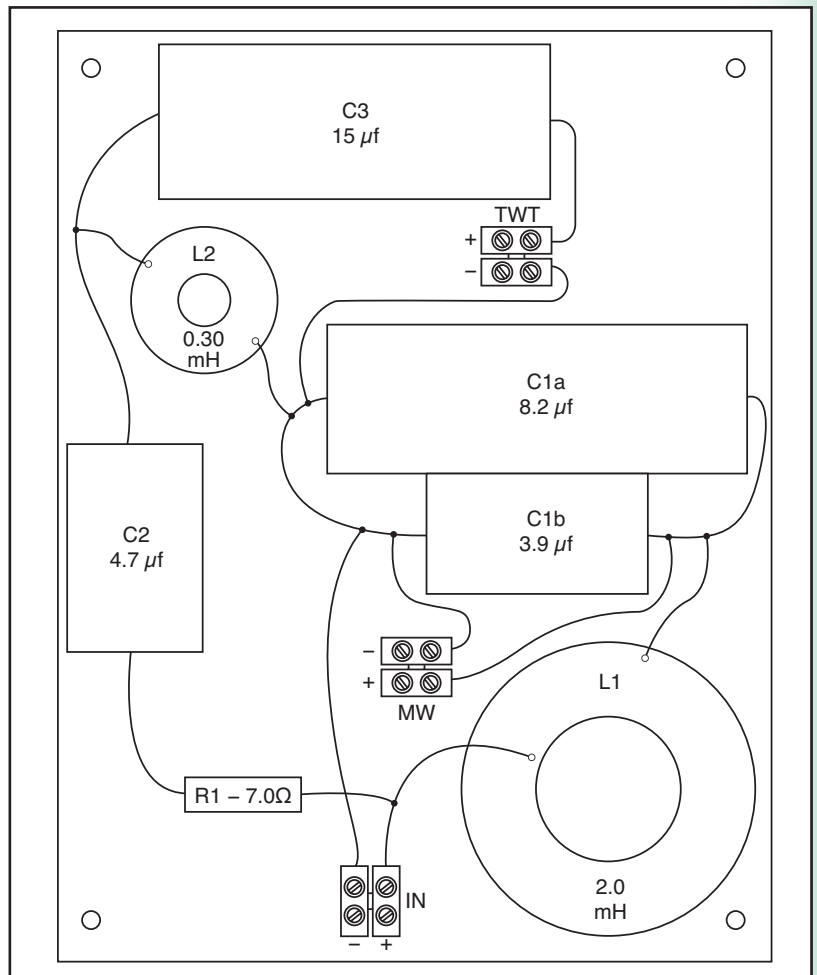 C3
15 µf
TWT
+
−
L2
0.30
mH
C1a
8.2 µf
C1b
3.9 µf
C2
4.7 µf
−
+
MW
L1
R1 – 7.0Ω
2.0
mH
IN
− +